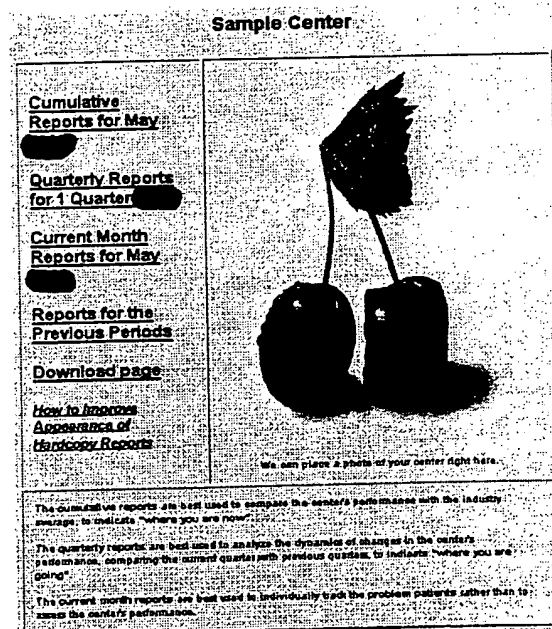 Sample Center
Cumulative
Reports for May
Quarterly Reports
for 1 Quarter
Current Month
Reports for May
Reports for the
Previous Periods
Download page
How to Improve
Appearance of
Hardcopy Reports
We can place a photo of your center right here.
The cumulative reports are best used to compare the center's performance with the industry
average, to indicate "where you are now".
The quarterly reports are best used to analyze the dynamics of changes in the center's
performance, comparing the current quarter with previous quarters, to indicate "where you are
going"
The current month reports are best used to individually track the problem patients rather than to
assess the center's performance.